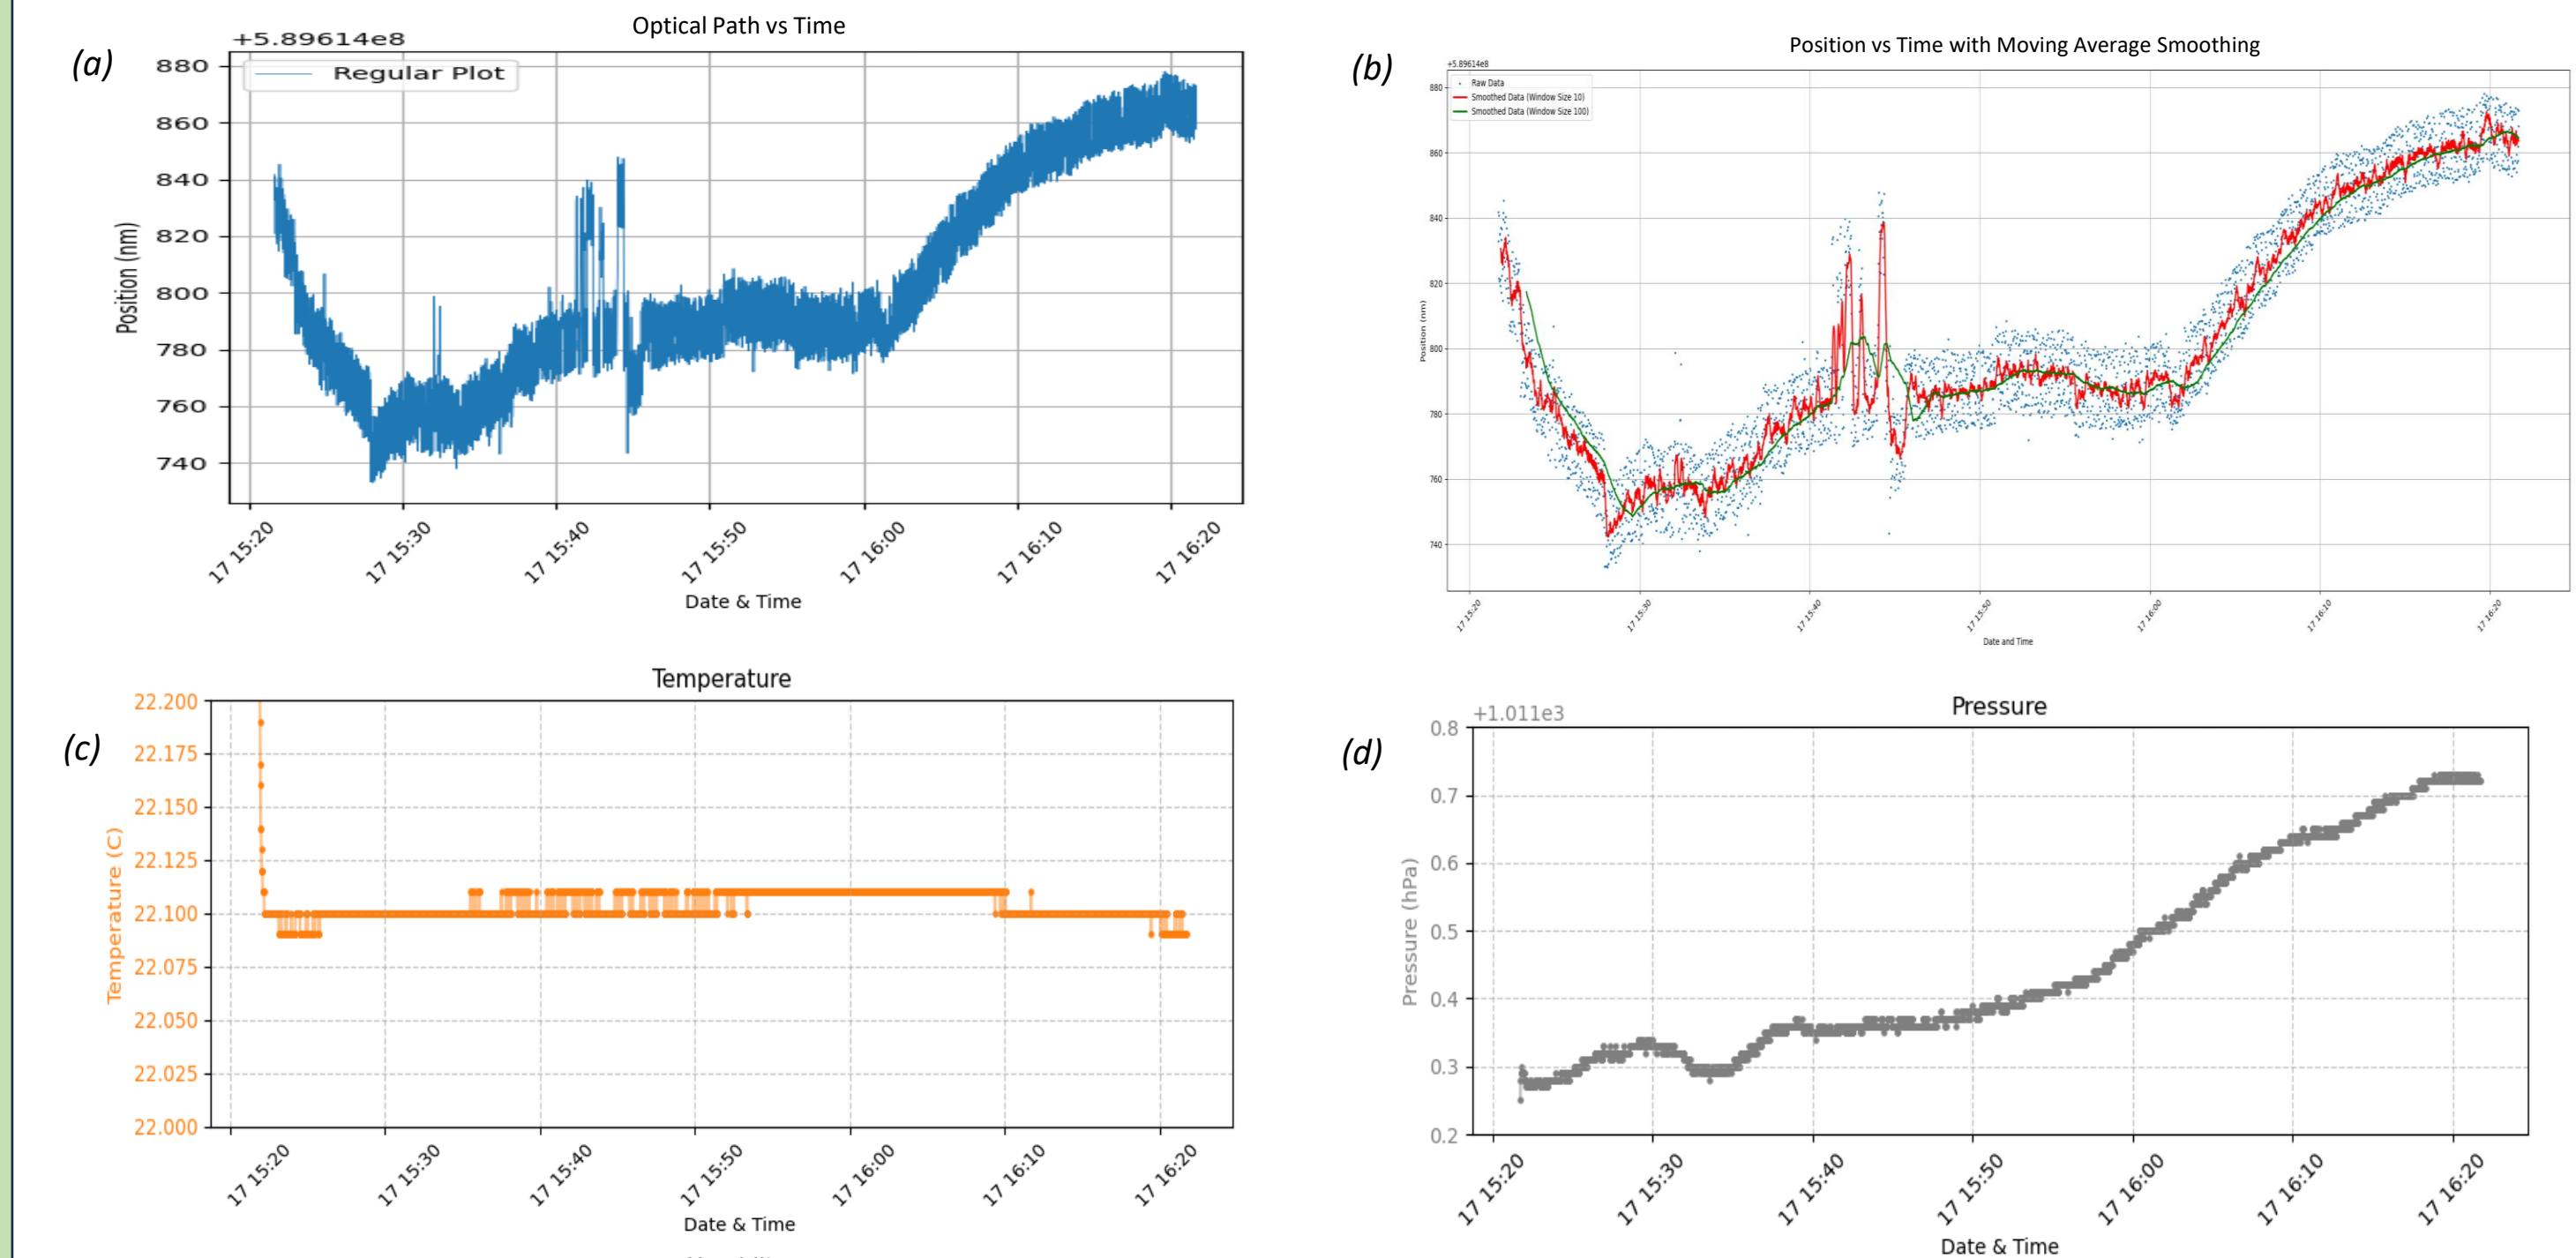 (a)
Optical Path vs Time
+5.89614e8
Regular Plot
880
860
840
820
800
780
760
740
Position (nm)
17 15:20
17 15:30
17 15:40
17 15:50
17 16:00
17 16:10
17 16:20
Date & Time
(b)
Position vs Time with Moving Average Smoothing
+5.89614e8
Raw Data
Smoothed Data (Window Size 10)
Smoothed Data (Window Size 100)
880
860
840
820
800
780
760
740
Position (nm)
17 15:20
17 15:30
17 15:40
17 15:50
17 16:00
17 16:10
17 16:20
Date and Time
(c)
Temperature
22.200
22.175
22.150
22.125
22.100
22.075
22.050
22.025
22.000
Temperature (C)
17 15:20
17 15:30
17 15:40
17 15:50
17 16:00
17 16:10
17 16:20
Date & Time
(d)
Pressure
+1.011e3
0.8
0.7
0.6
0.5
0.4
0.3
0.2
Pressure (hPa)
17 15:20
17 15:30
17 15:40
17 15:50
17 16:00
17 16:10
17 16:20
Date & Time